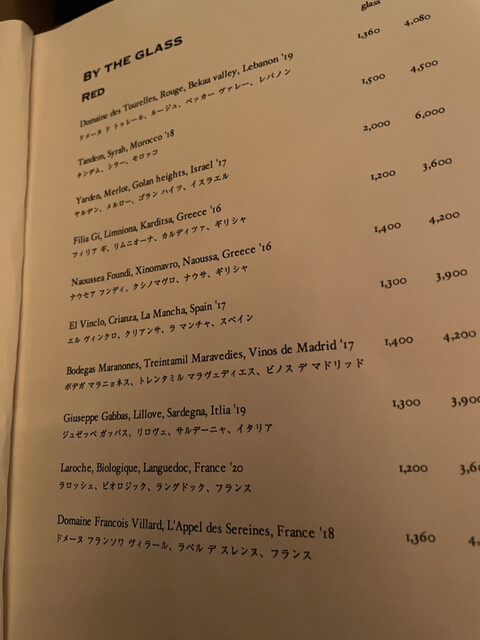 BY THE GLASS
glass
RED
Domaine des Tourelles, Rouge, Bekaa valley, Lebanon '19 1,360 4,080
ドメーヌ ド トゥレール、ルージュ、ベッカー ヴァレー、レバノン
Tandem, Syrah, Morocco '18 1,500 4,500
タンデム、シラー、モロッコ
Yarden, Merlot, Golan heights, Israel '17 2,000 6,000
ヤルデン、メルロー、ゴラン ハイツ、イスラエル
Filia Gi, Limniona, Karditsa, Greece '16 1,200 3,600
フィリア ギ、リムニオーナ、カルディツァ、ギリシャ
Naoussea Foundi, Xinomavro, Naoussa, Greece '16 1,400 4,200
ナウセア フンディ、クシノマヴロ、ナウサ、ギリシャ
El Vinclo, Crianza, La Mancha, Spain '17 1,300 3,900
エル ヴィンクロ、クリアンサ、ラ マンチャ、スペイン
Bodegas Maranones, Treintamil Maravedies, Vinos de Madrid '17 1,400 4,200
ボデガ マラニョネス、トレンタミル マラヴェディエス、ビノス デ マドリッド
Giuseppe Gabbas, Lillove, Sardegna, Itlia '19 1,300 3,90
ジュゼッペ ガッバス、リロヴェ、サルデーニャ、イタリア
Laroche, Biologique, Languedoc, France '20 1,200 3,6
ラロッシュ、ビオロジック、ラングドック、フランス
Domaine Francois Villard, L'Appel des Sereines, France '18 1,360 4,
ドメーヌ フランソワ ヴィラール、ラペル デ スレンヌ、フランス